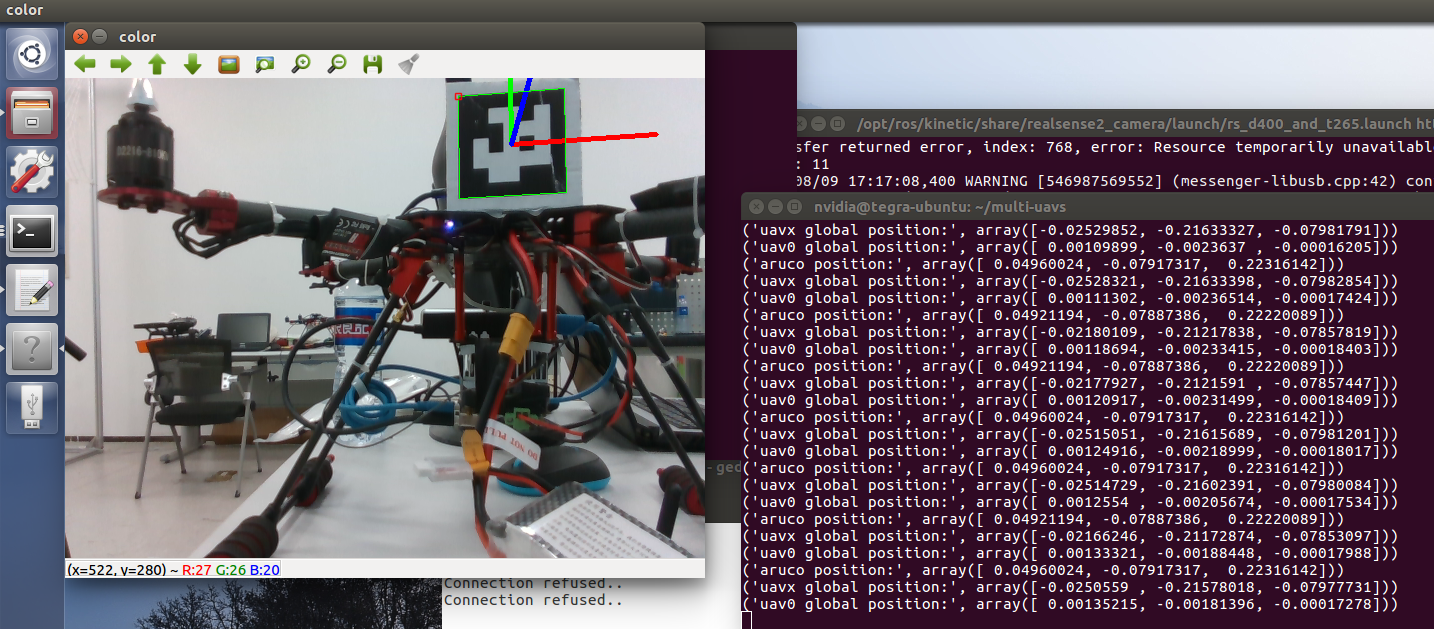 color
color
(x=522, y=280) ~ R:27 G:26 B:20
DO NOT PULL
Connection refused..
Connection refused..
- ged
/opt/ros/kinetic/share/realsense2_camera/launch/rs_d400_and_t265.launch htt
sfer returned error, index: 768, error: Resource temporarily unavailabl
: 11
08/09 17:17:08,400 WARNING [546987569552] (messenger-libusb.cpp:42) con
nvidia@tegra-ubuntu: ~/multi-uavs
('uavx global position:', array([-0.02529852, -0.21633327, -0.07981791]))
('uav0 global position:', array([ 0.00109899, -0.0023637 , -0.00016205]))
('aruco position:', array([ 0.04960024, -0.07917317,  0.22316142]))
('uavx global position:', array([-0.02528321, -0.21633398, -0.07982854]))
('uav0 global position:', array([ 0.00111302, -0.00236514, -0.00017424]))
('aruco position:', array([ 0.04921194, -0.07887386,  0.22220089]))
('uavx global position:', array([-0.02180109, -0.21217838, -0.07857819]))
('uav0 global position:', array([ 0.00118694, -0.00233415, -0.00018403]))
('aruco position:', array([ 0.04921194, -0.07887386,  0.22220089]))
('uavx global position:', array([-0.02177927, -0.2121591 , -0.07857447]))
('uav0 global position:', array([ 0.00120917, -0.00231499, -0.00018409]))
('aruco position:', array([ 0.04960024, -0.07917317,  0.22316142]))
('uavx global position:', array([-0.02515051, -0.21615689, -0.07981201]))
('uav0 global position:', array([ 0.00124916, -0.00218999, -0.00018017]))
('aruco position:', array([ 0.04960024, -0.07917317,  0.22316142]))
('uavx global position:', array([-0.02514729, -0.21602391, -0.07980084]))
('uav0 global position:', array([ 0.0012554 , -0.00205674, -0.00017534]))
('aruco position:', array([ 0.04921194, -0.07887386,  0.22220089]))
('uavx global position:', array([-0.02166246, -0.21172874, -0.07853097]))
('uav0 global position:', array([ 0.00133321, -0.00188448, -0.00017988]))
('aruco position:', array([ 0.04960024, -0.07917317,  0.22316142]))
('uavx global position:', array([-0.0250559 , -0.21578018, -0.07977731]))
('uav0 global position:', array([ 0.00135215, -0.00181396, -0.00017278]))